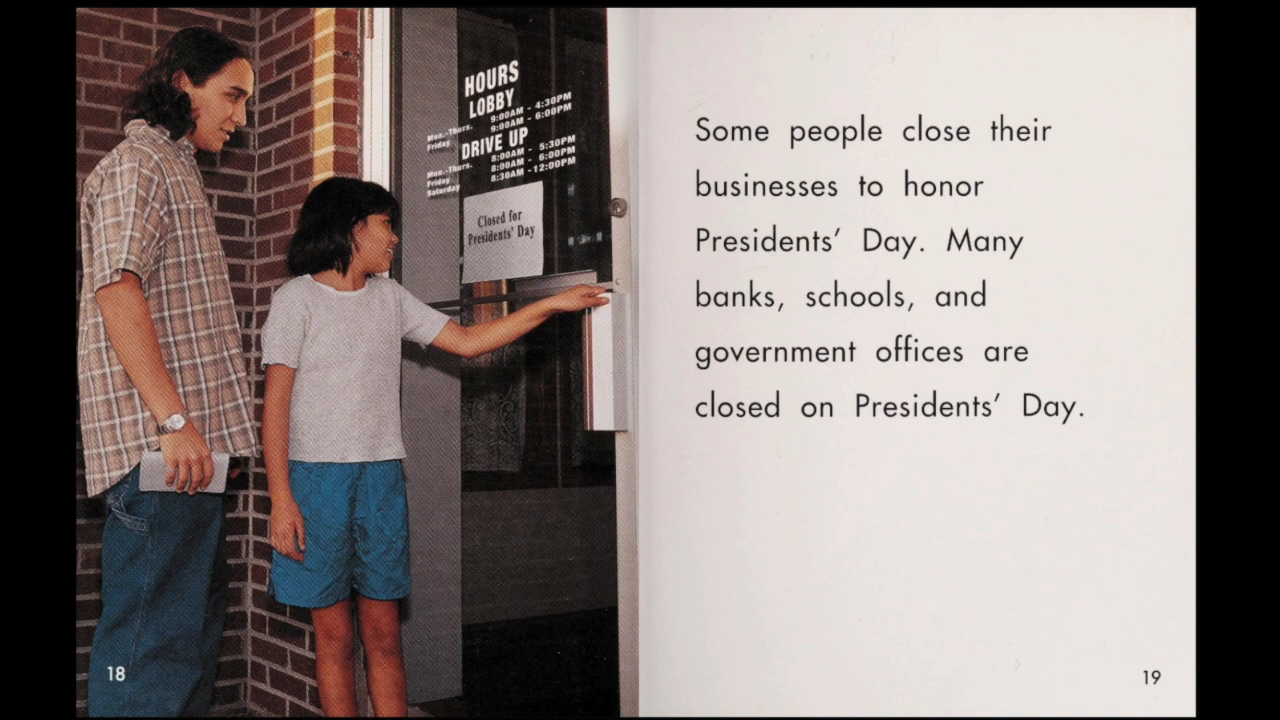 HOURS
LOBBY
Mon.-Thurs. 9:00AM - 4:30PM
Friday 9:00AM - 6:00PM
DRIVE UP
Mon.-Thurs. 8:00AM - 5:30PM
Friday 8:00AM - 6:00PM
Saturday 8:30AM -12:00PM
Closed for
Presidents' Day
18
Some people close their
businesses to honor
Presidents' Day. Many
banks, schools, and
government offices are
closed on Presidents' Day.
19